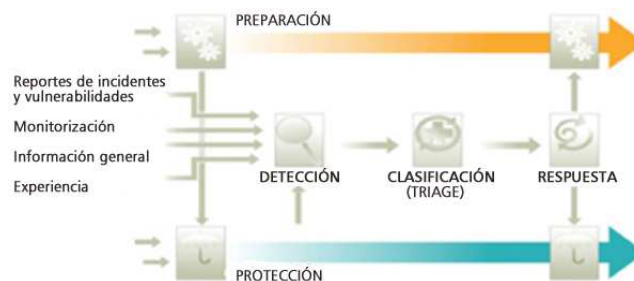 PREPARACIÓN
Reportes de incidentes
y vulnerabilidades
Monitorización
Información general
Experiencia
DETECCIÓN
CLASIFICACIÓN
(TRIAGE)
RESPUESTA
PROTECCIÓN